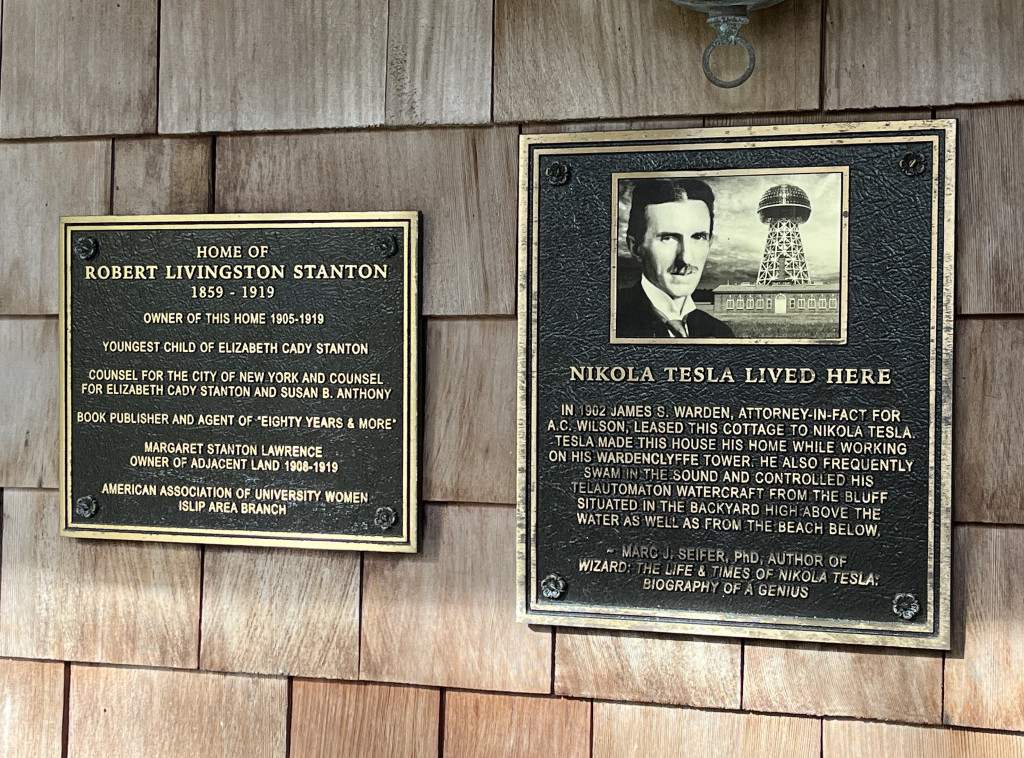 HOME OF
ROBERT LIVINGSTON STANTON
1859 - 1919
OWNER OF THIS HOME 1905-1919
YOUNGEST CHILD OF ELIZABETH CADY STANTON
COUNSEL FOR THE CITY OF NEW YORK AND COUNSEL
FOR ELIZABETH CADY STANTON AND SUSAN B. ANTHONY
BOOK PUBLISHER AND AGENT OF "EIGHTY YEARS & MORE"
MARGARET STANTON LAWRENCE
OWNER OF ADJACENT LAND 1908-1919
AMERICAN ASSOCIATION OF UNIVERSITY WOMEN
ISLIP AREA BRANCH
NIKOLA TESLA LIVED HERE
IN 1902 JAMES S. WARDEN, ATTORNEY-IN-FACT FOR
A.C. WILSON, LEASED THIS COTTAGE TO NIKOLA TESLA.
TESLA MADE THIS HOUSE HIS HOME WHILE WORKING
ON HIS WARDENCLYFFE TOWER. HE ALSO FREQUENTLY
SWAM IN THE SOUND AND CONTROLLED HIS
TELAUTOMATON WATERCRAFT FROM THE BLUFF
SITUATED IN THE BACKYARD HIGH ABOVE THE
WATER AS WELL AS FROM THE BEACH BELOW.
~ MARC J. SEIFER, PhD, AUTHOR OF
WIZARD: THE LIFE & TIMES OF NIKOLA TESLA:
BIOGRAPHY OF A GENIUS